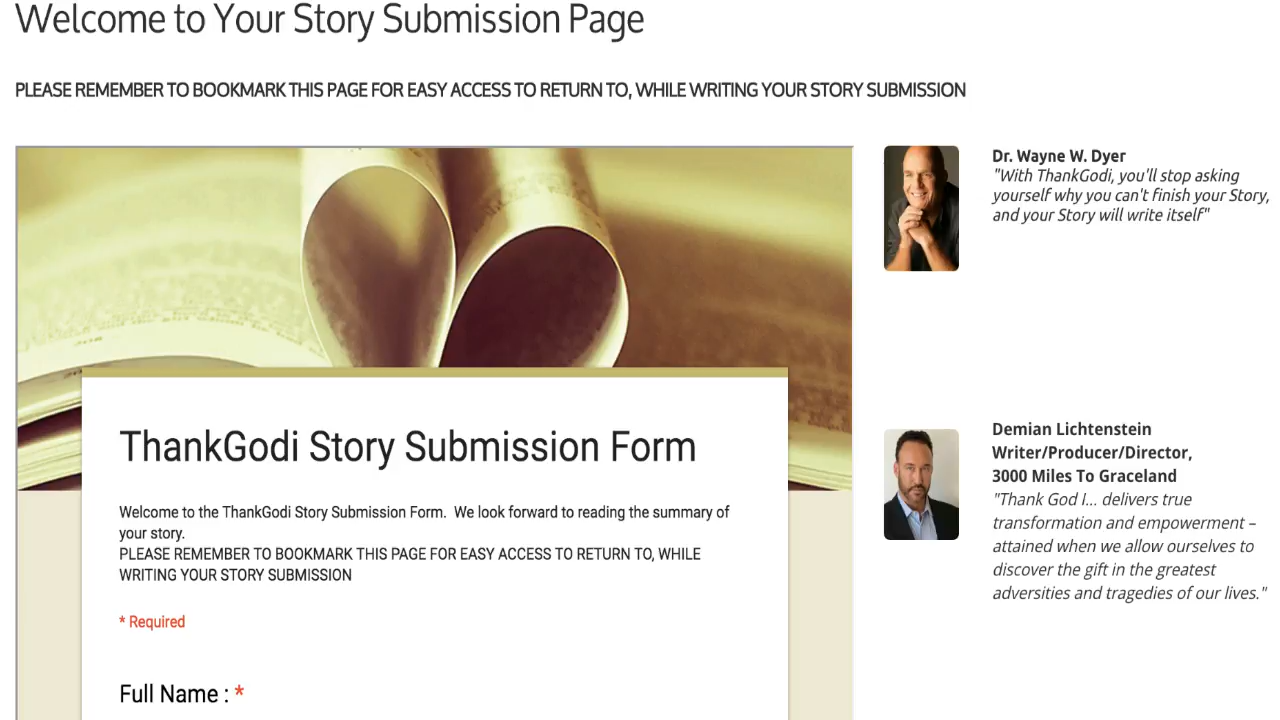 Welcome to Your Story Submission Page
PLEASE REMEMBER TO BOOKMARK THIS PAGE FOR EASY ACCESS TO RETURN TO, WHILE WRITING YOUR STORY SUBMISSION
ThankGodi Story Submission Form
Welcome to the ThankGodi Story Submission Form.  We look forward to reading the summary of
your story.
PLEASE REMEMBER TO BOOKMARK THIS PAGE FOR EASY ACCESS TO RETURN TO, WHILE
WRITING YOUR STORY SUBMISSION
* Required
Full Name : *
Dr. Wayne W. Dyer
"With ThankGodi, you'll stop asking
yourself why you can't finish your Story,
and your Story will write itself"
Demian Lichtenstein
Writer/Producer/Director,
3000 Miles To Graceland
"Thank God I... delivers true
transformation and empowerment –
attained when we allow ourselves to
discover the gift in the greatest
adversities and tragedies of our lives."